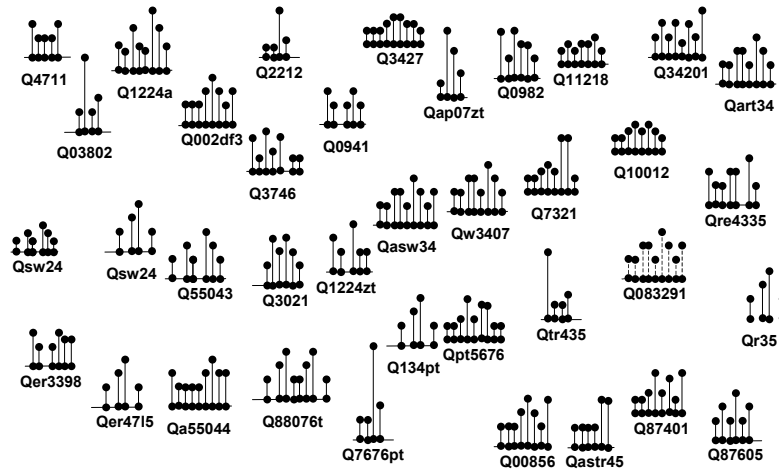 Q4711
Q1224a
Q03802
Q002df3
Q2212
Q3746
Q0941
Q3427
Qap07zt
Q0982
Q11218
Q34201
Qart34
Q10012
Qre4335
Qsw24
Qsw24
Q55043
Q3021
Q1224zt
Qasw34
Qw3407
Q7321
Q083291
Qtr435
Qr35
Qer3398
Qer47l5
Qa55044
Q88076t
Q134pt
Qpt5676
Q7676pt
Q00856
Qastr45
Q87401
Q87605